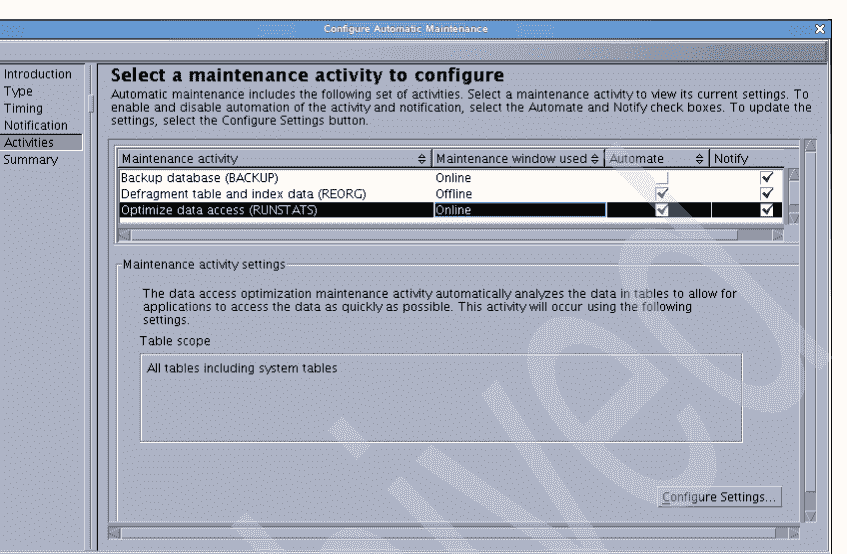 Configure Automatic Maintenance
Introduction
Type
Timing
Notification
Activities
Summary
Select a maintenance activity to configure
Automatic maintenance includes the following set of activities. Select a maintenance activity to view its current settings. To
enable and disable automation of the activity and notification, select the Automate and Notify check boxes. To update the
settings, select the Configure Settings button.
Maintenance activity Maintenance window used Automate Notify
Backup database (BACKUP) Online
Defragment table and index data (REORG) Offline
Optimize data access (RUNSTATS) Online
Maintenance activity settings
The data access optimization maintenance activity automatically analyzes the data in tables to allow for
applications to access the data as quickly as possible. This activity will occur using the following
settings.
Table scope
All tables including system tables
Configure Settings...